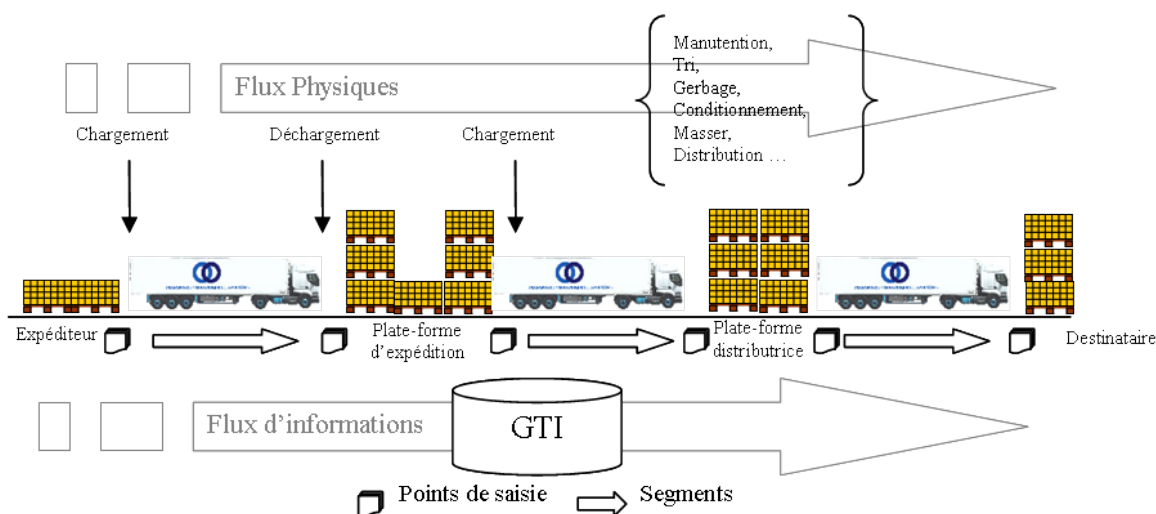 Manutention,
Tri,
Gerbage,
Conditionnement,
Masser,
Distribution ...
Flux Physiques
Chargement
Déchargement
Chargement
Expéditeur
Plate-forme
d'expédition
Plate-forme
distributrice
Destinataire
Flux d'informations
GTI
Points de saisie
Segments